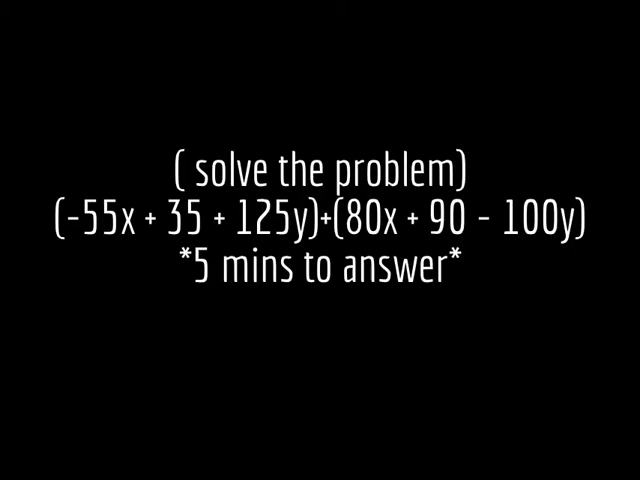 ( solve the problem)
(-55x + 35 + 125y)+(80x + 90 - 100y)
*5 mins to answer*